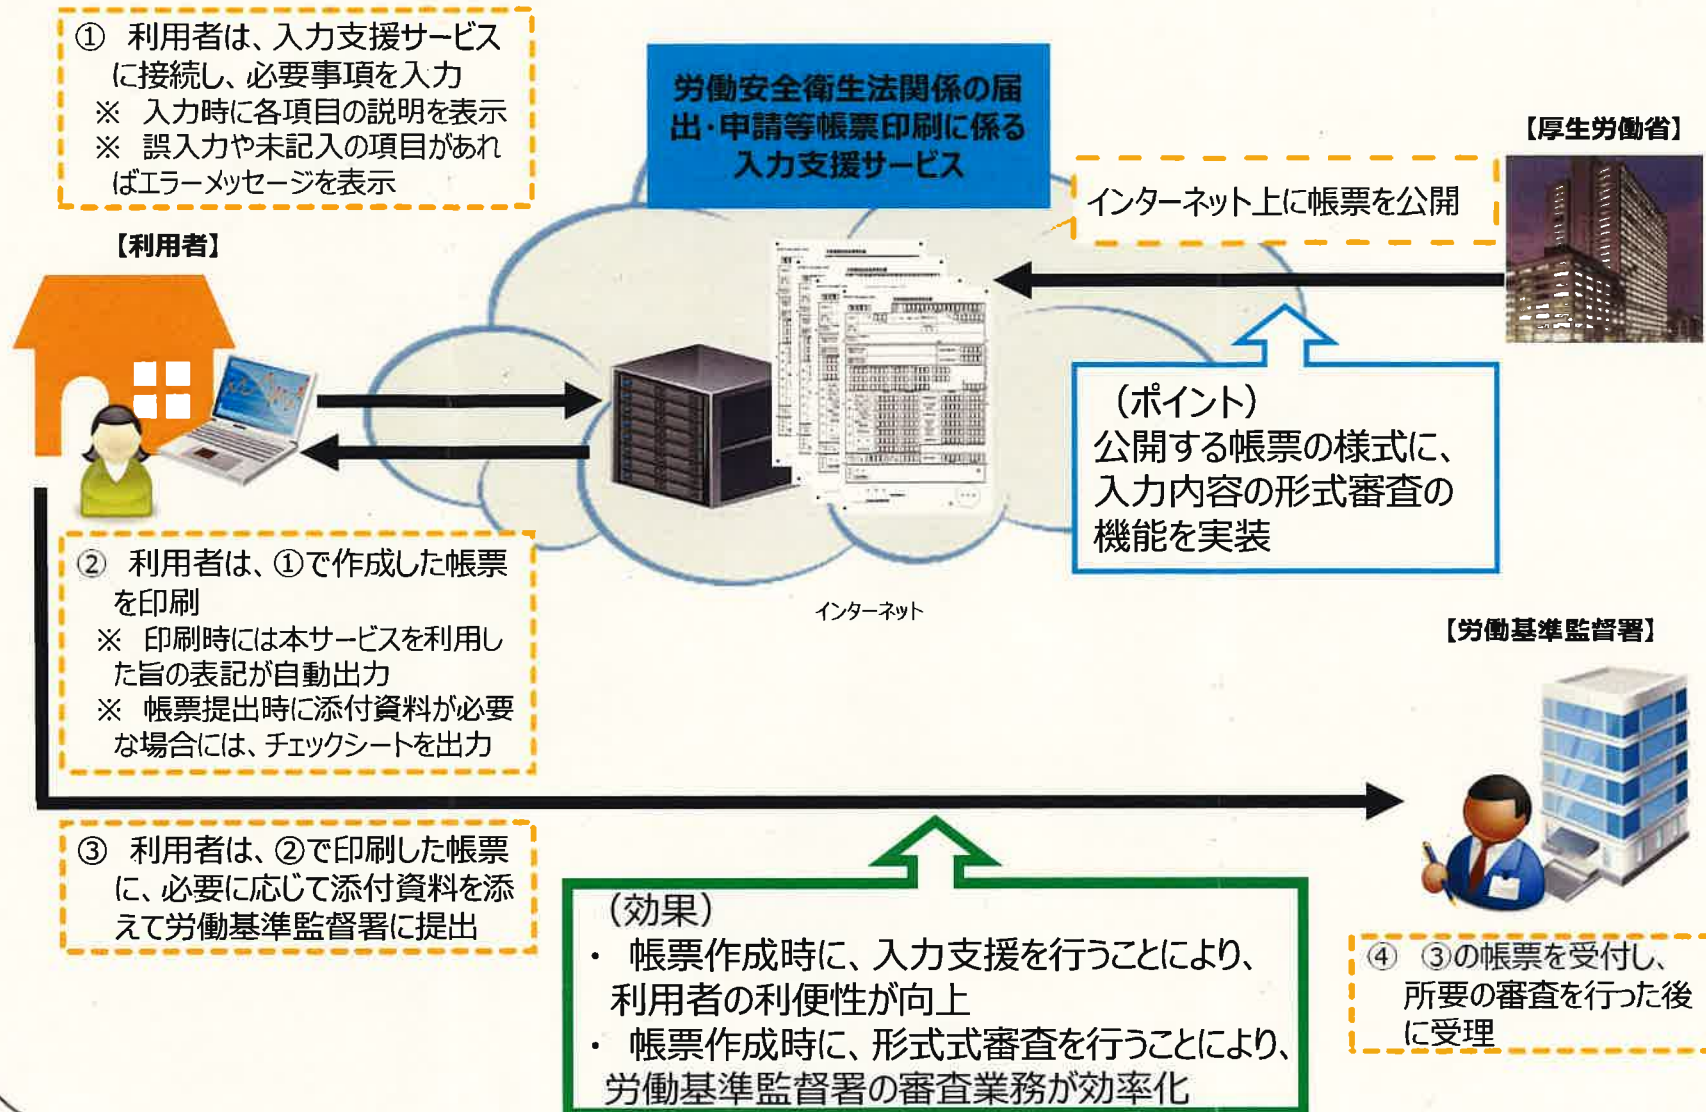 ① 利用者は、入力支援サービス
に接続し、必要事項を入力
※ 入力時に各項目の説明を表示
※ 誤入力や未記入の項目があれ
ばエラーメッセージを表示
労働安全衛生法関係の届
出・申請等帳票印刷に係る
入力支援サービス
【厚生労働省】
インターネット上に帳票を公開
【利用者】
（ポイント）
公開する帳票の様式に、
入力内容の形式審査の
機能を実装
② 利用者は、①で作成した帳票
を印刷
※ 印刷時には本サービスを利用し
た旨の表記が自動出力
※ 帳票提出時に添付資料が必要
な場合には、チェックシートを出力
インターネット
【労働基準監督署】
③ 利用者は、②で印刷した帳票
に、必要に応じて添付資料を添
えて労働基準監督署に提出
（効果）
・ 帳票作成時に、入力支援を行うことにより、
利用者の利便性が向上
・ 帳票作成時に、形式式審査を行うことにより、
労働基準監督署の審査業務が効率化
④ ③の帳票を受付し、
所要の審査を行った後
に受理